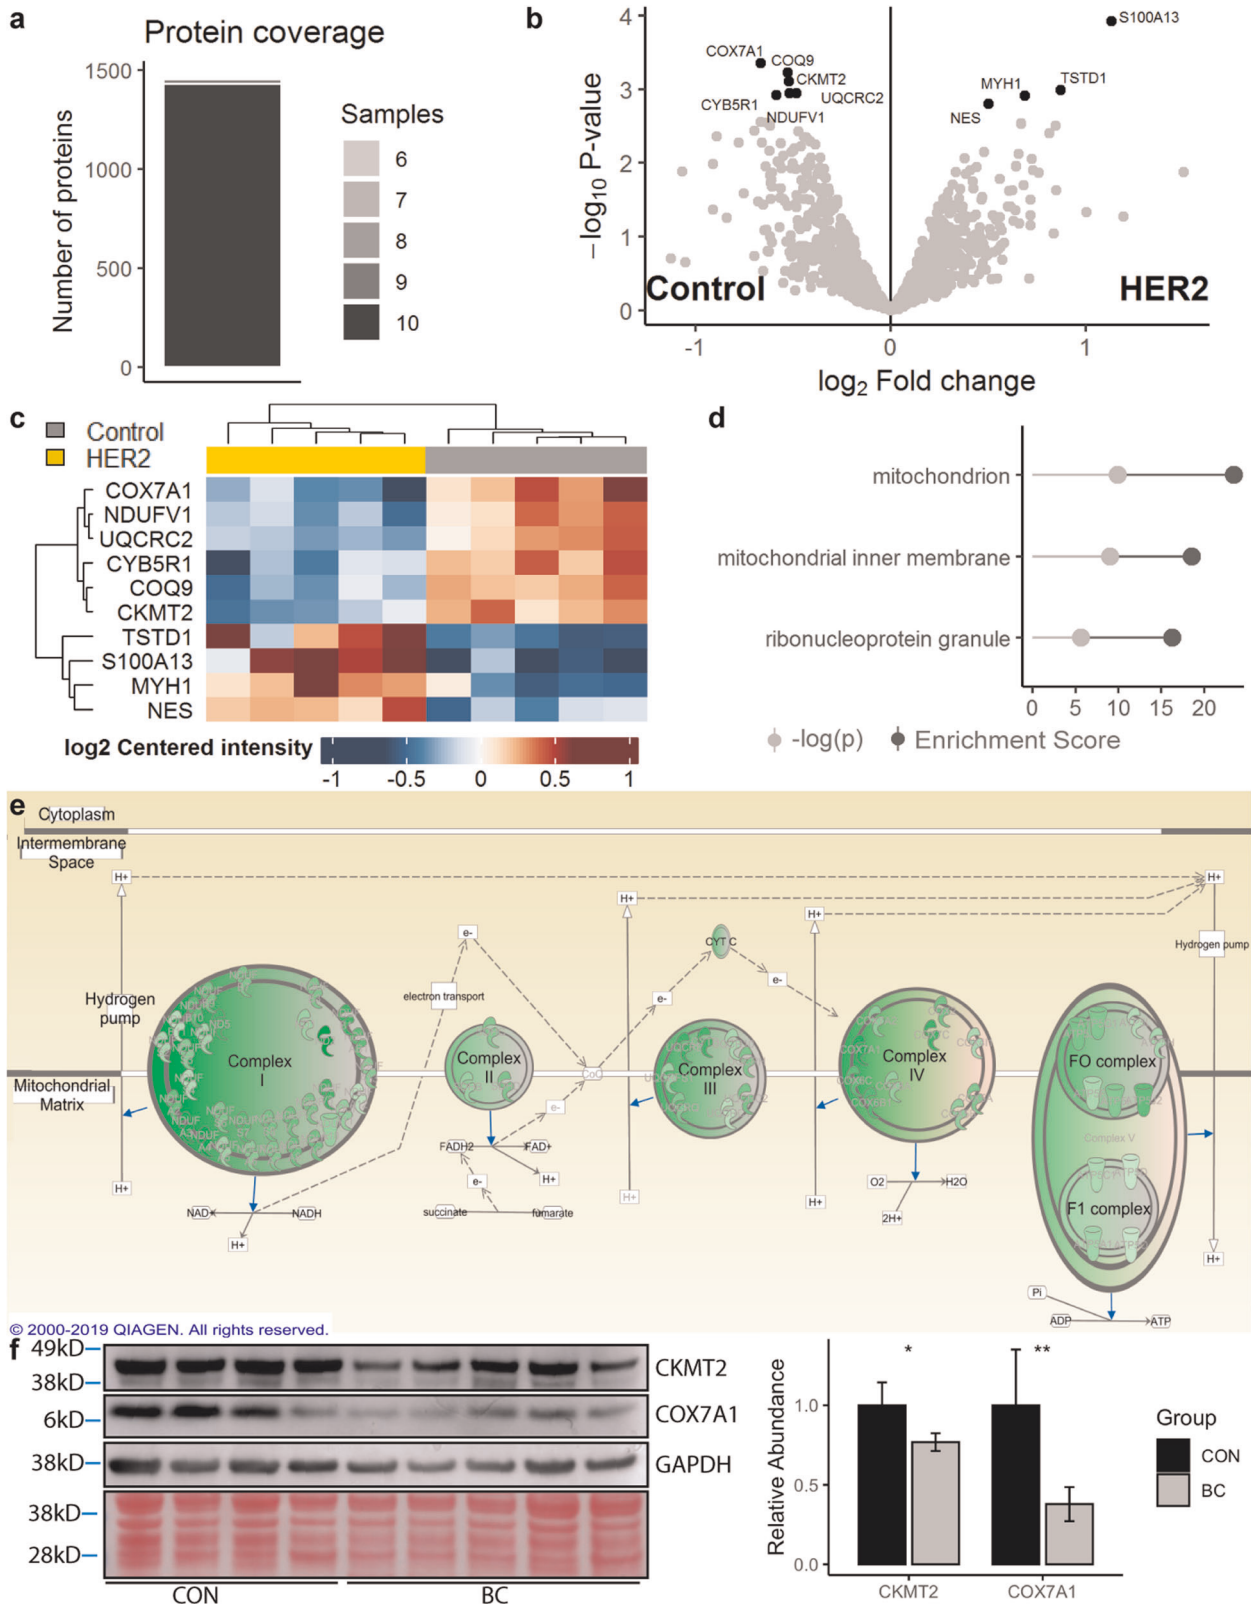 a
Protein coverage
1500
1000
500
0
Number of proteins
Samples
6
7
8
9
10
b
4
3
2
1
0
−log10 P-value
S100A13
COX7A1
COQ9
CKMT2
UQCRC2
CYB5R1
NDUFV1
MYH1
TSTD1
NES
Control
HER2
-1
0
1
log2 Fold change
c
Control
HER2
COX7A1
NDUFV1
UQCRC2
CYB5R1
COQ9
CKMT2
TSTD1
S100A13
MYH1
NES
log2 Centered intensity
-1
-0.5
0
0.5
1
d
mitochondrion
mitochondrial inner membrane
ribonucleoprotein granule
0
5
10
15
20
-log(p)
Enrichment Score
e
Cytoplasm
Intermembrane
Space
H+
H+
H+
H+
e-
CYT C
Hydrogen pump
e-
e-
electron transport
Hydrogen
pump
Complex
I
Complex
II
CoQ
Complex
III
COX7A1
Complex
IV
FO complex
Mitochondrial
Matrix
e-
Complex V
FADH2
FAD+
H+
e-
H+
H+
H+
O2
H2O
2H+
F1 complex
NAD+
NADH
H+
succinate
fumarate
H+
Pi
ADP
ATP
© 2000-2019 QIAGEN. All rights reserved.
f
49kD
38kD
CKMT2
6kD
COX7A1
38kD
GAPDH
38kD
28kD
CON
BC
Relative Abundance
1.0
0.5
0.0
*
**
CKMT2
COX7A1
Group
CON
BC